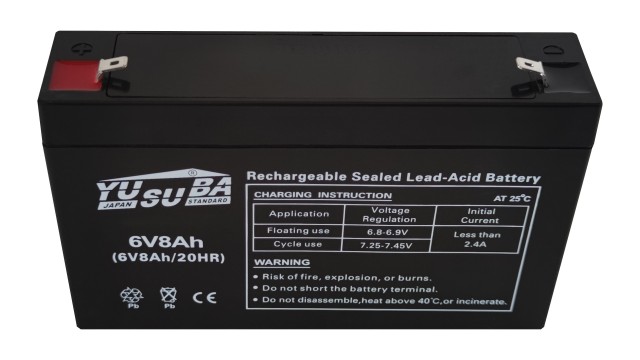 YUSUBA®
JAPAN STANDARD
6V8Ah
(6V8Ah/20HR)
Pb Pb CE
Rechargeable Sealed Lead-Acid Battery
CHARGING INSTRUCTION AT 25°C
Application Voltage Regulation Initial Current
Floating use 6.8-6.9V Less than 2.4A
Cycle use 7.25-7.45V
WARNING
• Risk of fire, explosion, or burns.
• Do not short the battery terminal.
• Do not disassemble,heat above 40℃,or incinerate.